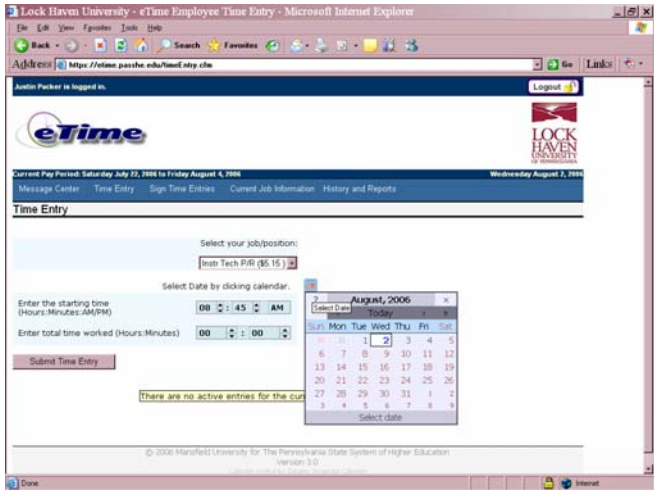 Lock Haven University - eTime Employee Time Entry - Microsoft Internet Explorer
File Edit View Favorites Tools Help
Back Search Favorites
Address https://etime.passhe.edu/timeEntry.cfm Go Links
Justin Packer is logged in. Logout
eTime
LOCK
HAVEN
UNIVERSITY
OF PENNSYLVANIA
Current Pay Period: Saturday July 22, 2006 to Friday August 4, 2006 Wednesday August 2, 2006
Message Center Time Entry Sign Time Entries Current Job Information History and Reports
Time Entry
Select your job/position:
Instr Tech P/R ($5.15 )
Select Date by clicking calendar.
Enter the starting time
(Hours:Minutes:AM/PM)
08 : 45 AM
Enter total time worked (Hours:Minutes)
00 : 00
Submit Time Entry
? August, 2006 ×
Select Date
Today
Sun Mon Tue Wed Thu Fri Sat
30 31 1 2 3 4 5
6 7 8 9 10 11 12
13 14 15 16 17 18 19
20 21 22 23 24 25 26
27 28 29 30 31 1 2
3 4 5 6 7 8 9
Select date
There are no active entries for the cur
© 2006 Mansfield University for The Pennsylvania State System of Higher Education
Version 3.0
Done Internet